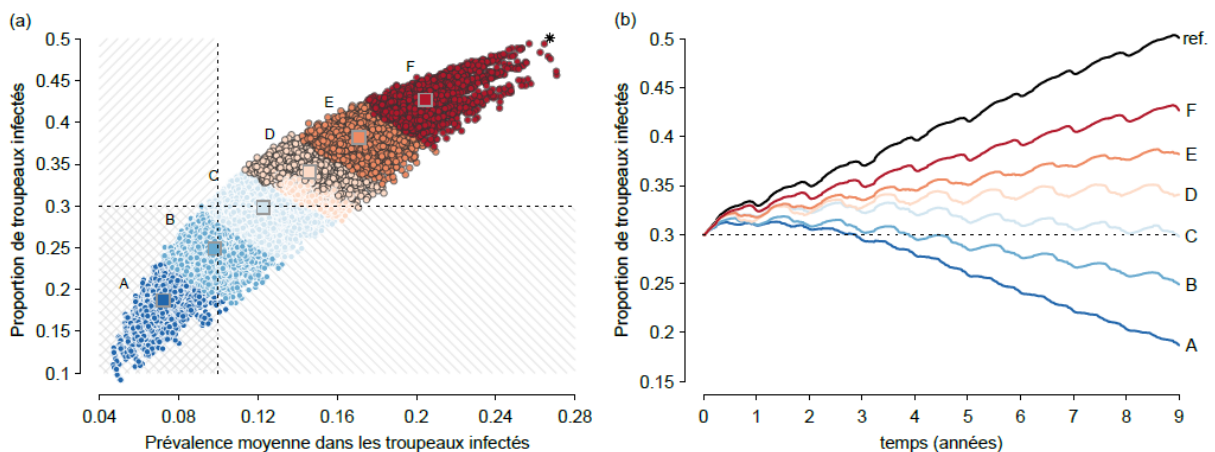 (a)
Proportion de troupeaux infectés
0.5
0.45
0.4
0.35
0.3
0.25
0.2
0.15
0.1
F
E
D
C
B
A
0.04 0.08 0.12 0.16 0.2 0.24 0.28
Prévalence moyenne dans les troupeaux infectés
(b)
Proportion de troupeaux infectés
0.5
0.45
0.4
0.35
0.3
0.25
0.2
0.15
ref.
F
E
D
C
B
A
0 1 2 3 4 5 6 7 8 9
temps (années)